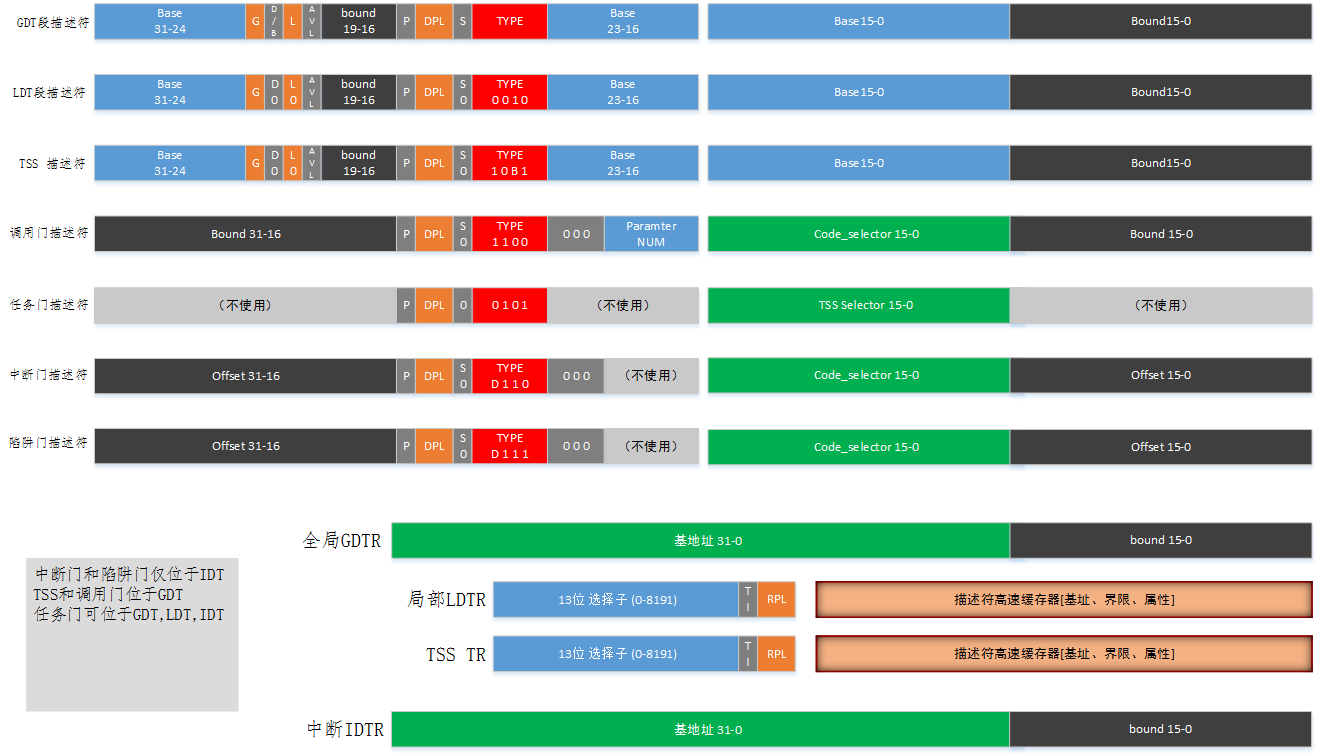 GDT段描述符
Base
31-24
G
D
/
B
L
A
V
L
bound
19-16
P
DPL
S
TYPE
Base
23-16
Base15-0
Bound15-0
LDT段描述符
Base
31-24
G
D
0
L
0
A
V
L
bound
19-16
P
DPL
S
0
TYPE
0 0 1 0
Base
23-16
Base15-0
Bound15-0
TSS 描述符
Base
31-24
G
D
0
L
0
A
V
L
bound
19-16
P
DPL
S
0
TYPE
1 0 B 1
Base
23-16
Base15-0
Bound15-0
调用门描述符
Bound 31-16
P
DPL
S
0
TYPE
1 1 0 0
0 0 0
Paramter
NUM
Code_selector 15-0
Bound 15-0
任务门描述符
（不使用）
P
DPL
0
0 1 0 1
（不使用）
TSS Selector 15-0
（不使用）
中断门描述符
Offset 31-16
P
DPL
S
0
TYPE
D 1 1 0
0 0 0
（不使用）
Code_selector 15-0
Offset 15-0
陷阱门描述符
Offset 31-16
P
DPL
S
0
TYPE
D 1 1 1
0 0 0
（不使用）
Code_selector 15-0
Offset 15-0
全局GDTR
基地址 31-0
bound 15-0
中断门和陷阱门仅位于IDT
TSS和调用门位于GDT
任务门可位于GDT,LDT,IDT
局部LDTR
13位 选择子 (0-8191)
T
I
RPL
描述符高速缓存器[基址、界限、属性]
TSS TR
13位 选择子 (0-8191)
T
I
RPL
描述符高速缓存器[基址、界限、属性]
中断IDTR
基地址 31-0
bound 15-0